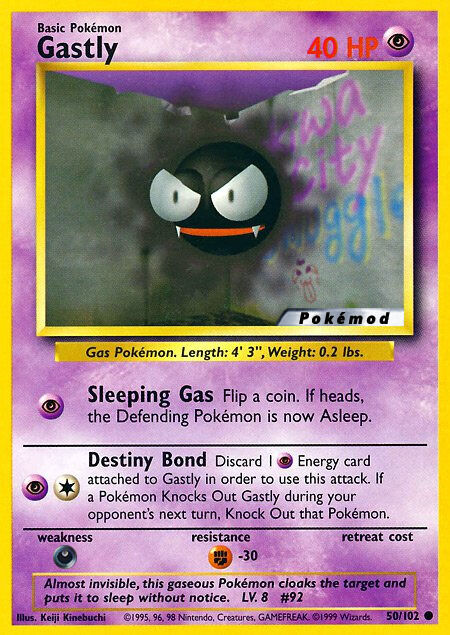 Basic Pokémon
Gastly
40 HP
City
Pokémod
Gas Pokémon. Length: 4' 3", Weight: 0.2 lbs.
Sleeping Gas Flip a coin. If heads,
the Defending Pokémon is now Asleep.
Destiny Bond Discard 1 Energy card
attached to Gastly in order to use this attack. If
a Pokémon Knocks Out Gastly during your
opponent's next turn, Knock Out that Pokémon.
weakness resistance retreat cost
-30
Almost invisible, this gaseous Pokémon cloaks the target and
puts it to sleep without notice. LV. 8 #92
Illus. Keiji Kinebuchi ©1995, 96, 98 Nintendo, Creatures, GAMEFREAK. ©1999 Wizards. 50/102